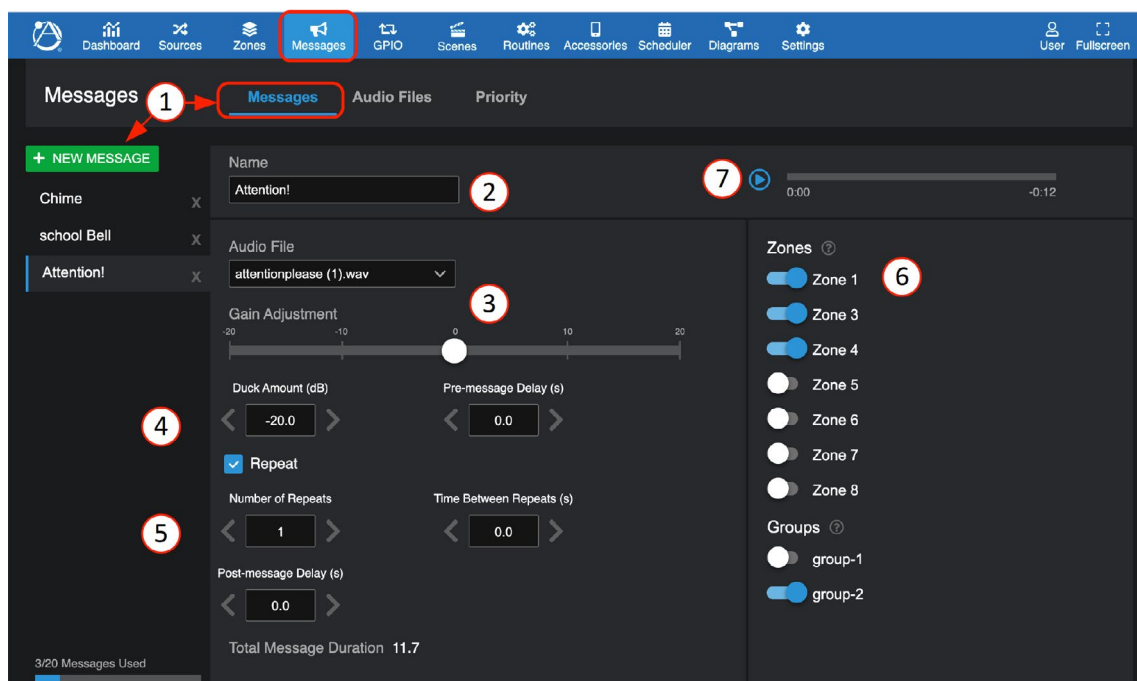 Dashboard Sources Zones Messages GPIO Scenes Routines Accessories Scheduler Diagrams Settings User Fullscreen
Messages 1 Messages Audio Files Priority
+ NEW MESSAGE
Chime X
school Bell X
Attention! X
3/20 Messages Used
Name
Attention! 2
7 0:00 -0:12
Audio File
attentionplease (1).wav
3
Gain Adjustment
-20 -10 0 10 20
Duck Amount (dB) Pre-message Delay (s)
4 -20.0 0.0
Repeat
Number of Repeats Time Between Repeats (s)
5 1 0.0
Post-message Delay (s)
0.0
Total Message Duration 11.7
Zones ?
Zone 1 6
Zone 3
Zone 4
Zone 5
Zone 6
Zone 7
Zone 8
Groups ?
group-1
group-2